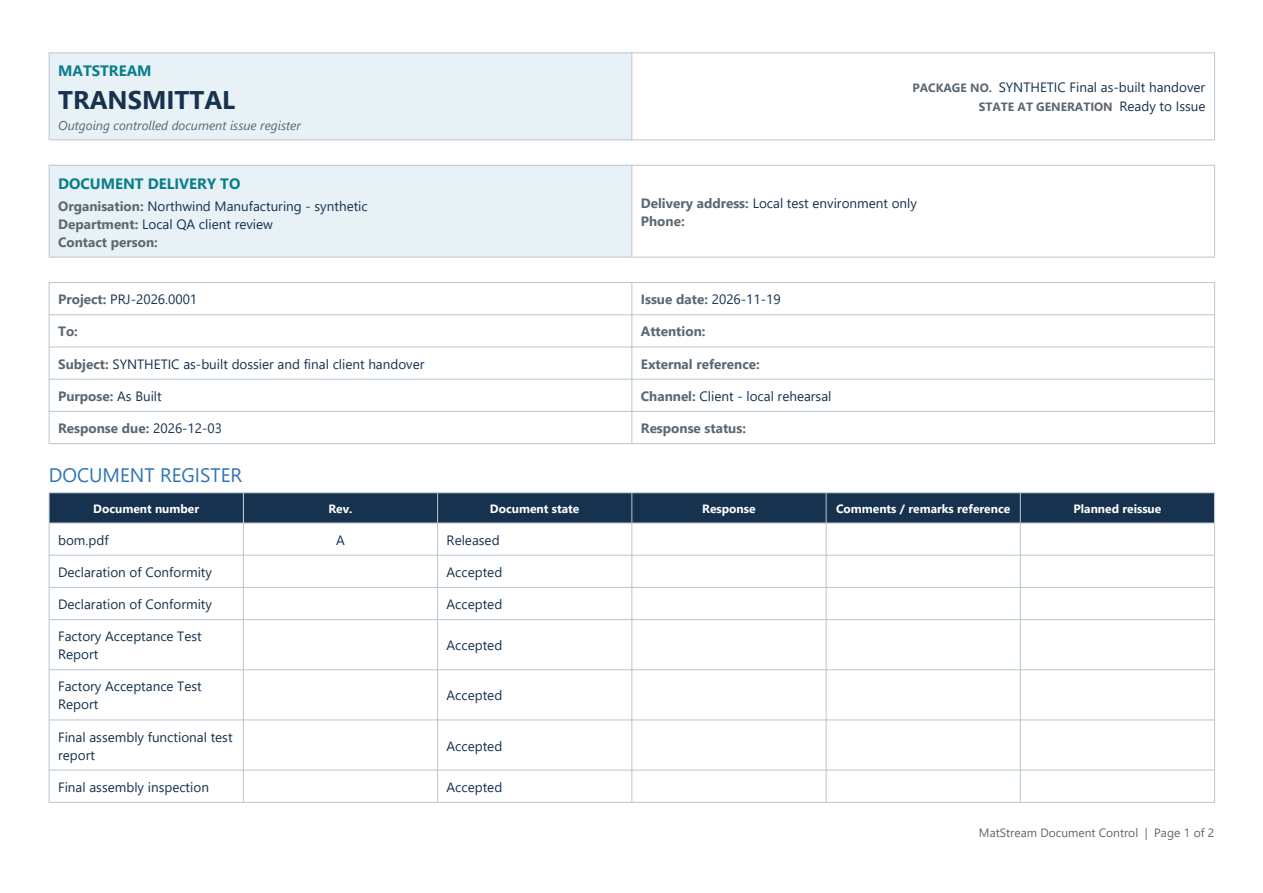 MATSTREAM
TRANSMITTAL
Outgoing controlled document issue register
PACKAGE NO. SYNTHETIC Final as-built handover
STATE AT GENERATION Ready to Issue
DOCUMENT DELIVERY TO
Organisation: Northwind Manufacturing - synthetic
Department: Local QA client review
Contact person:
Delivery address: Local test environment only
Phone:
Project: PRJ-2026.0001
Issue date: 2026-11-19
To:
Attention:
Subject: SYNTHETIC as-built dossier and final client handover
External reference:
Purpose: As Built
Channel: Client - local rehearsal
Response due: 2026-12-03
Response status:
DOCUMENT REGISTER
Document number Rev. Document state Response Comments / remarks reference Planned reissue
bom.pdf A Released
Declaration of Conformity Accepted
Declaration of Conformity Accepted
Factory Acceptance Test
Report
Accepted
Factory Acceptance Test
Report
Accepted
Final assembly functional test
report
Accepted
Final assembly inspection Accepted
MatStream Document Control | Page 1 of 2